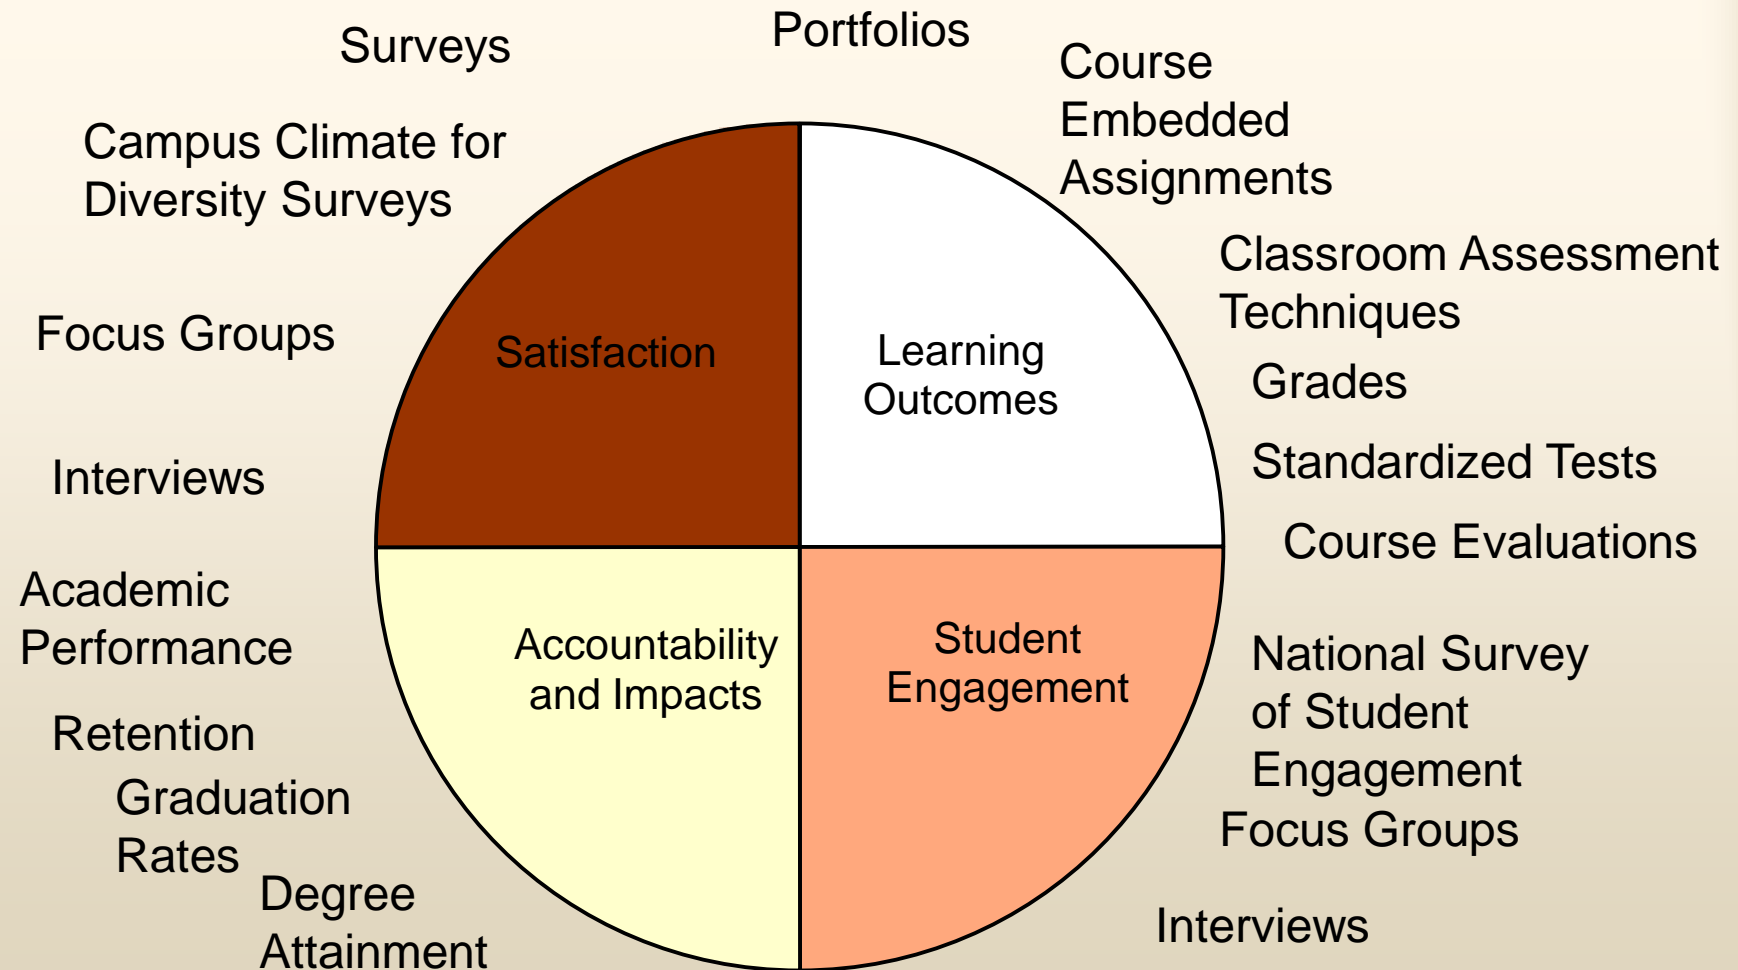 Surveys
Portfolios
Course
Embedded
Assignments
Campus Climate for
Diversity Surveys
Classroom Assessment
Techniques
Focus Groups
Satisfaction
Learning
Outcomes
Grades
Interviews
Standardized Tests
Course Evaluations
Academic
Performance
Accountability
and Impacts
Student
Engagement
National Survey
of Student
Engagement
Retention
Graduation
Rates
Focus Groups
Degree
Attainment
Interviews